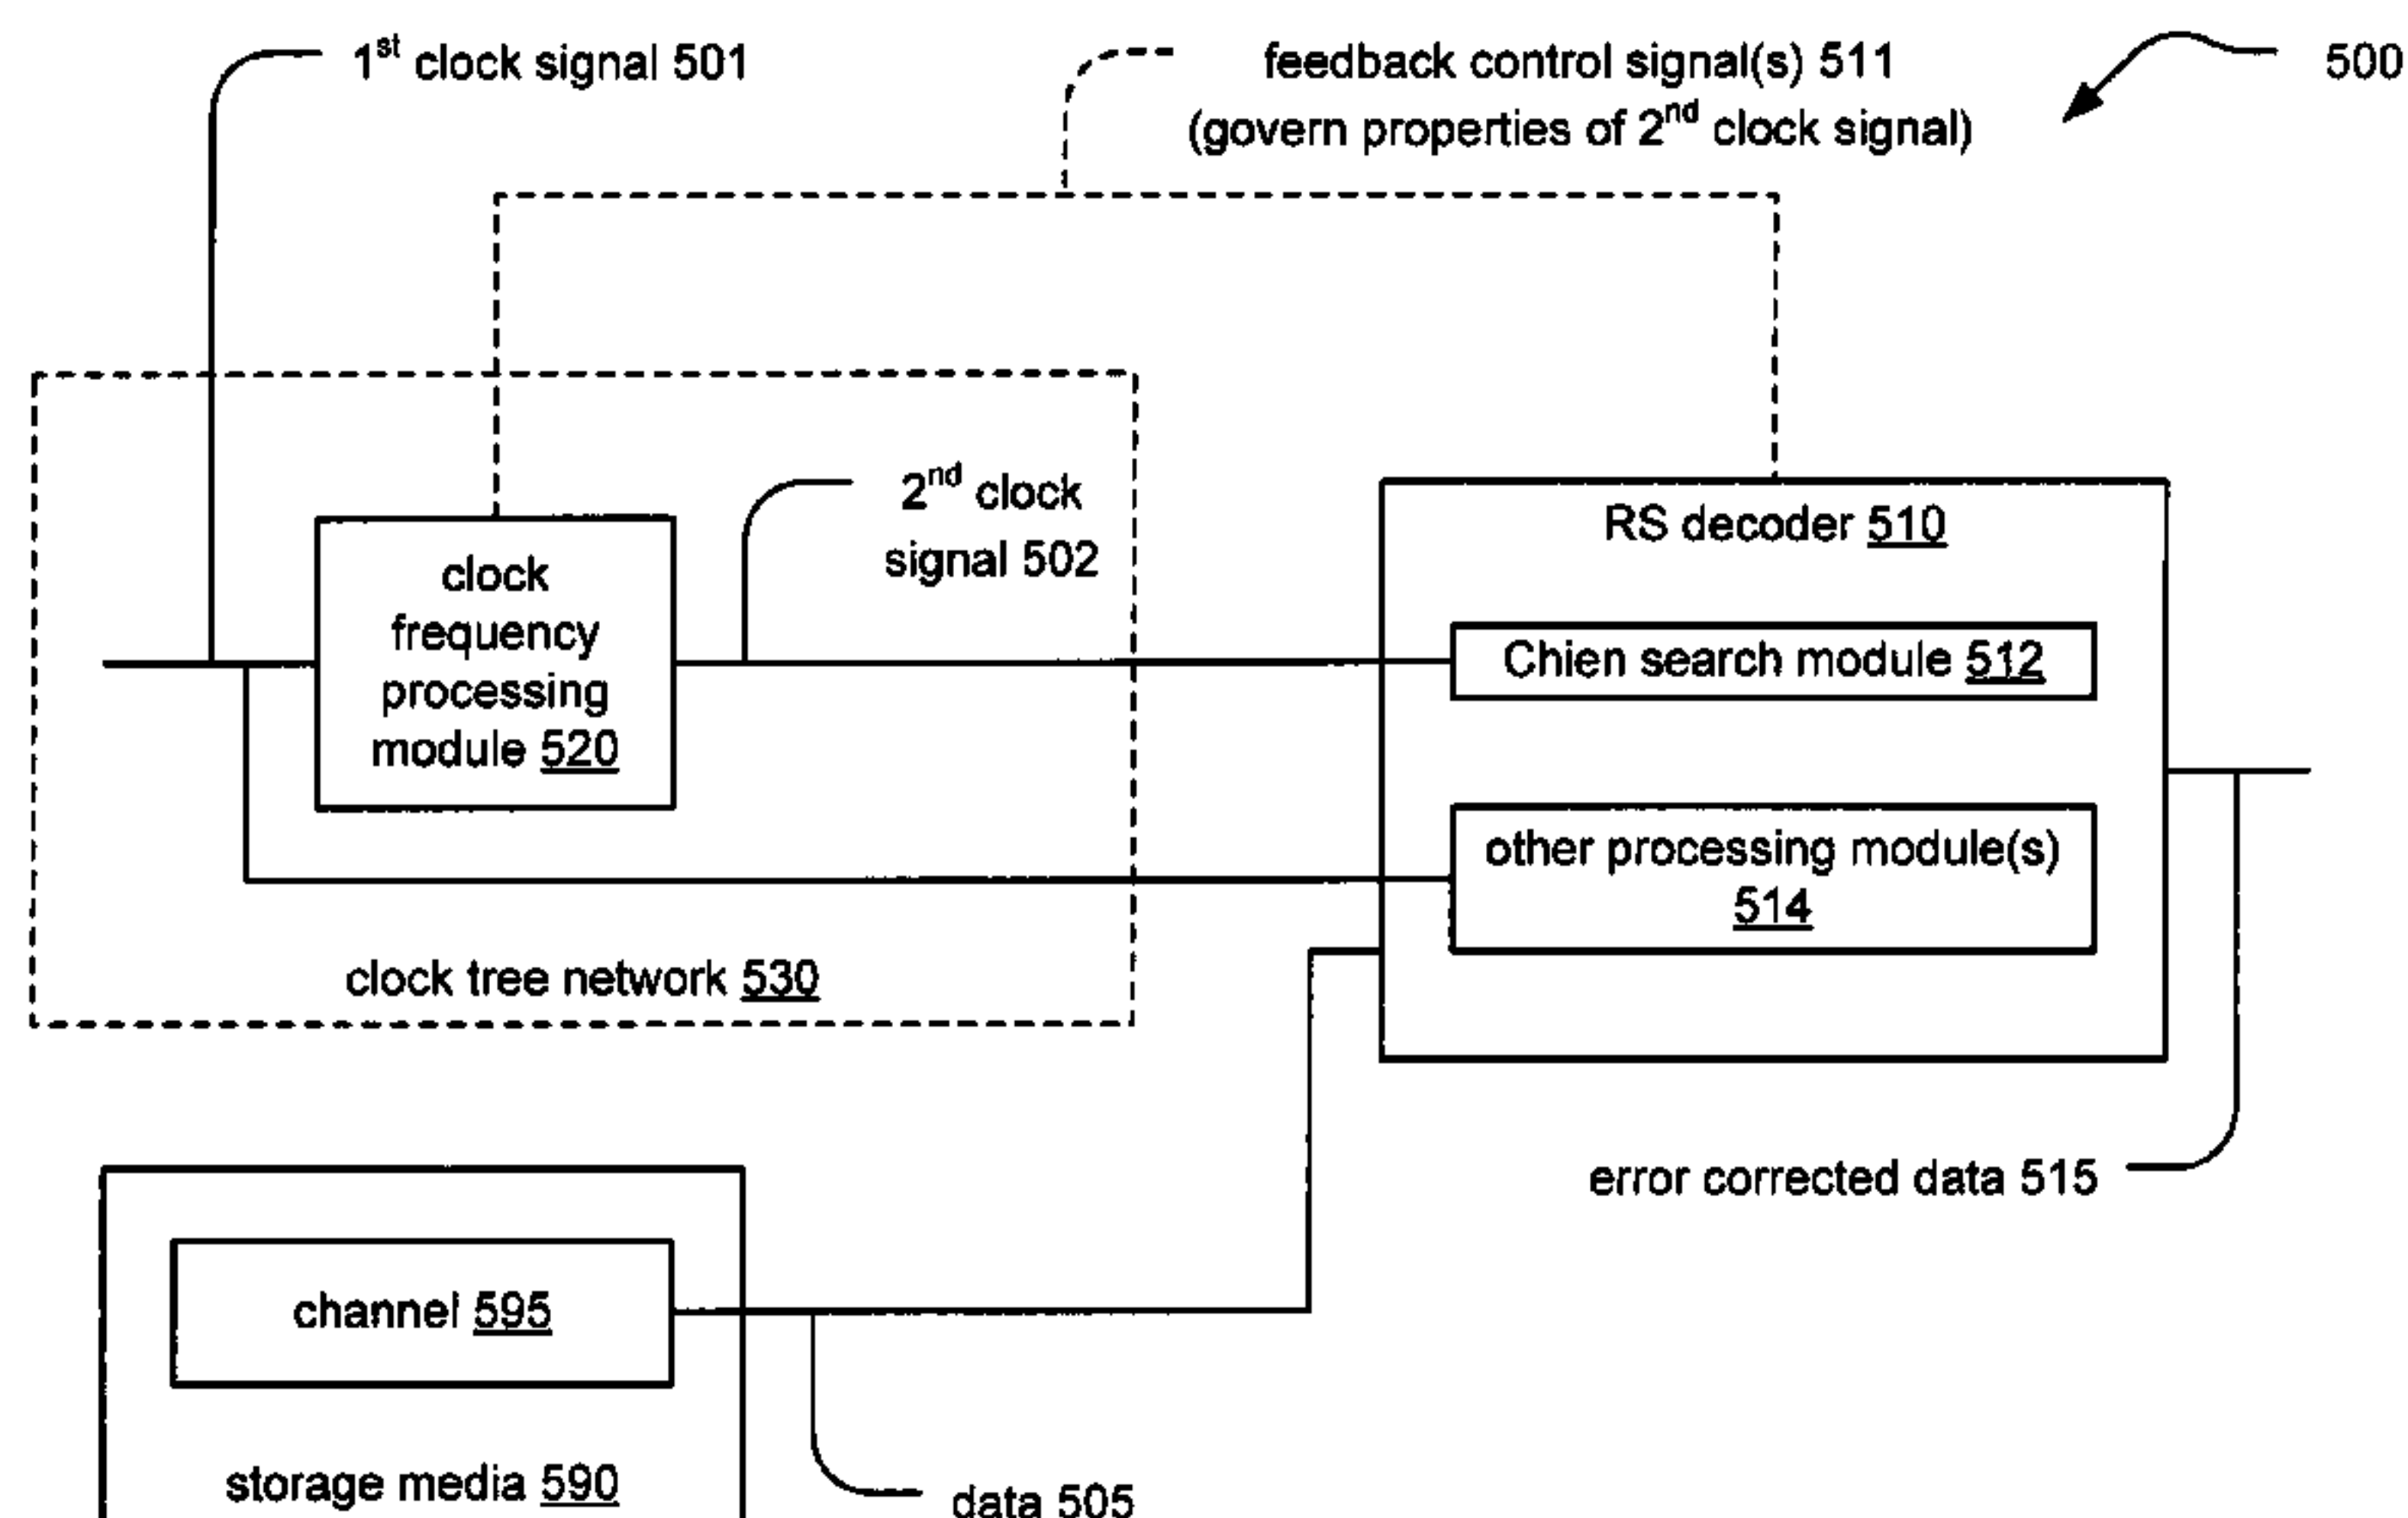 1st clock signal 501
feedback control signal(s) 511
(govern properties of 2nd clock signal)
500
2nd clock
signal 502
clock
frequency
processing
module 520
RS decoder 510
Chien search module 512
other processing module(s)
514
clock tree network 530
error corrected data 515
channel 595
storage media 590
data 505